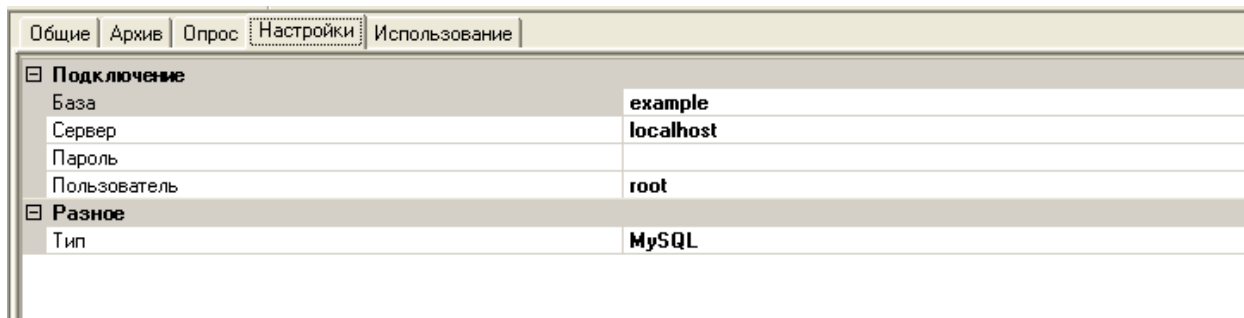 Общие Архив Опрос Настройки Использование
Подключение
База example
Сервер localhost
Пароль
Пользователь root
Разное
Тип MySQL